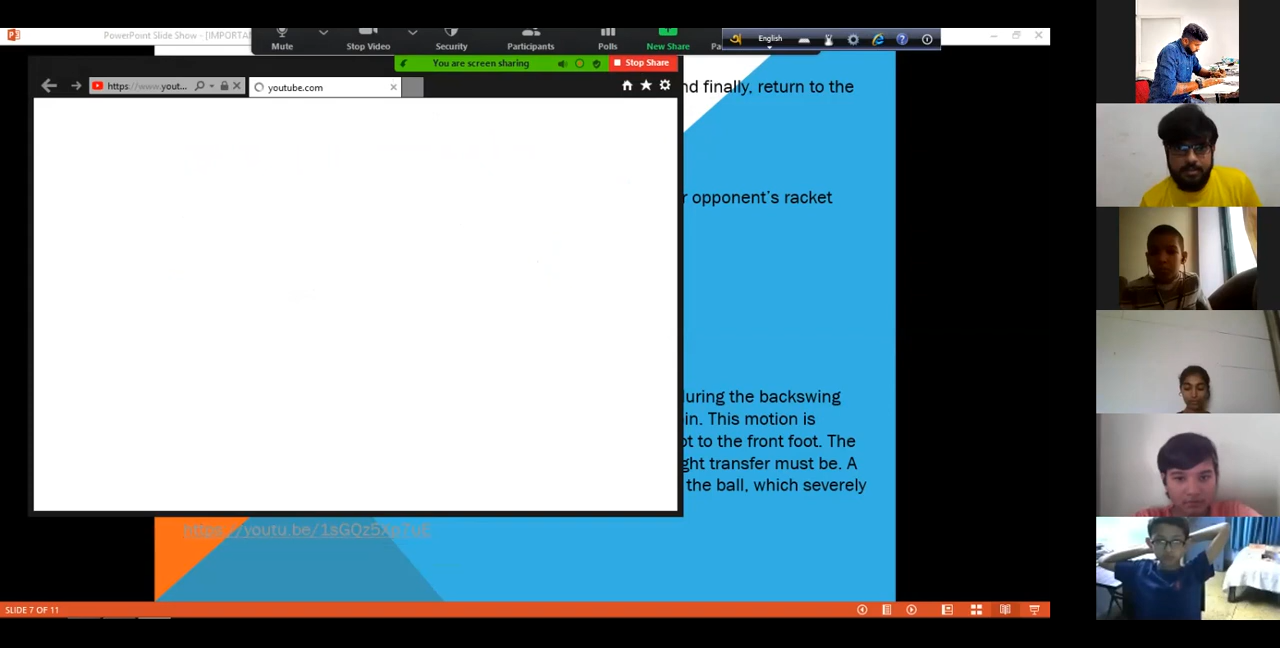 PowerPoint Slide Show - [IMPORTA
Mute
Stop Video
Security
Participants
Polls
New Share
Pa
English
You are screen sharing
Stop Share
https://www.yout...
youtube.com
nd finally, return to the
r opponent's racket
during the backswing
in. This motion is
ot to the front foot. The
ght transfer must be. A
the ball, which severely
SLIDE 7 OF 11